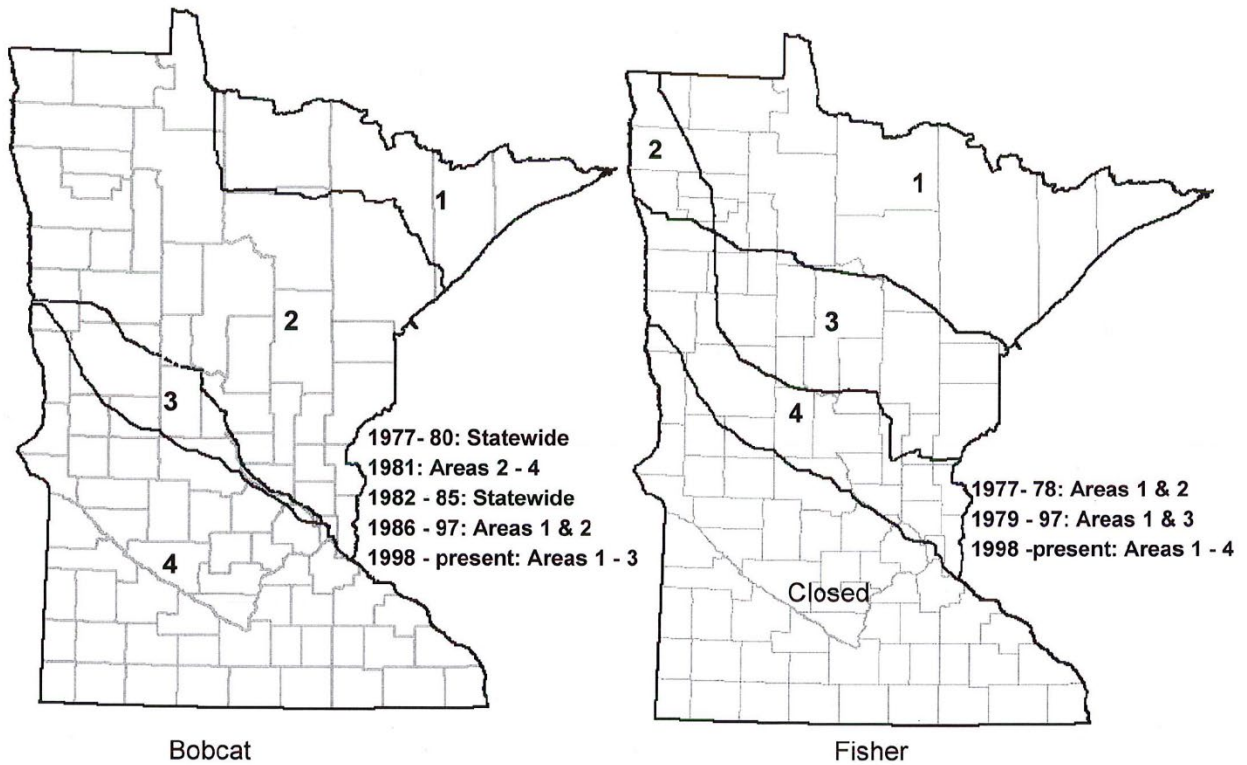 1
2
3
4
1977- 80: Statewide
1981: Areas 2 - 4
1982 - 85: Statewide
1986 - 97: Areas 1 & 2
1998 - present: Areas 1 - 3
Bobcat
1
2
3
4
1977- 78: Areas 1 & 2
1979 - 97: Areas 1 & 3
1998 -present: Areas 1 - 4
Closed
Fisher